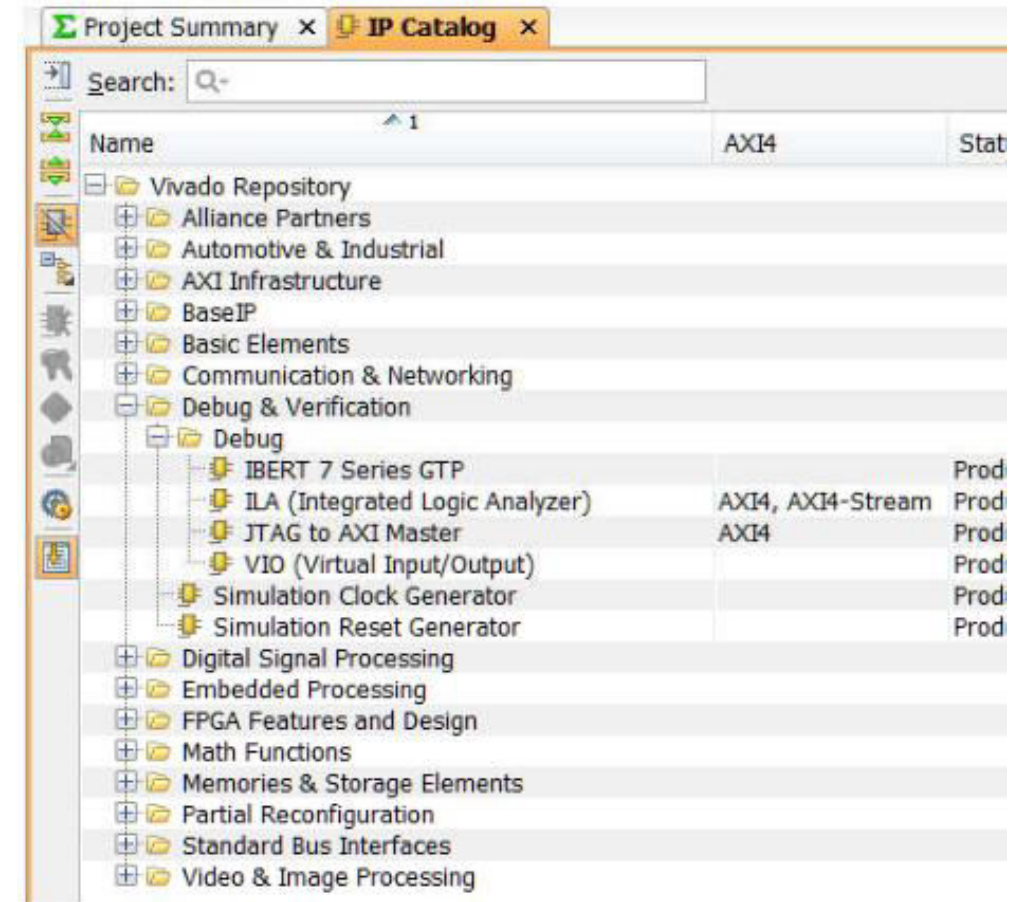 Project Summary × IP Catalog ×
Search:
1
Name AXI4 Stat
Vivado Repository
Alliance Partners
Automotive & Industrial
AXI Infrastructure
BaseIP
Basic Elements
Communication & Networking
Debug & Verification
Debug
IBERT 7 Series GTP Prod
ILA (Integrated Logic Analyzer) AXI4, AXI4-Stream Prod
JTAG to AXI Master AXI4 Prod
VIO (Virtual Input/Output) Prod
Simulation Clock Generator Prod
Simulation Reset Generator Prod
Digital Signal Processing
Embedded Processing
FPGA Features and Design
Math Functions
Memories & Storage Elements
Partial Reconfiguration
Standard Bus Interfaces
Video & Image Processing